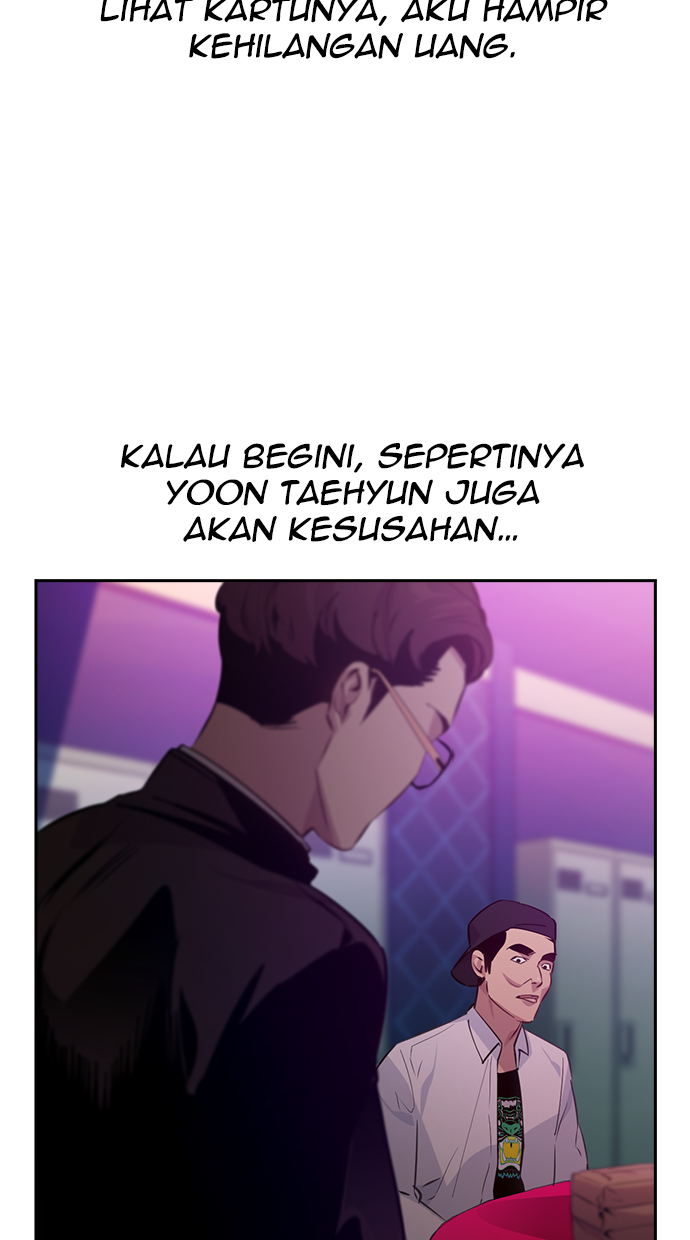 LIHAT KARTUNYA, AKU HAMPIR
KEHILANGAN UANG.
KALAU BEGINI, SEPERTINYA
YOON TAEHYUN JUGA
AKAN KESUSAHAN...